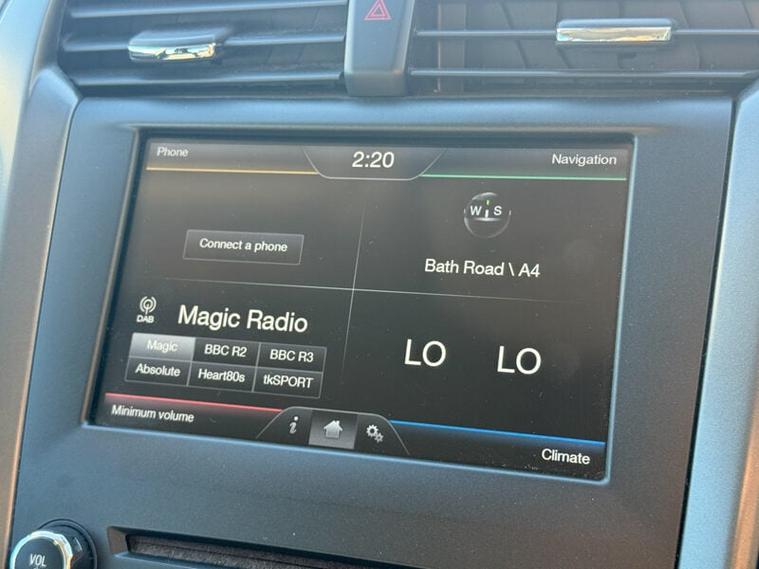 Phone
2:20
Navigation
W S
Connect a phone
Bath Road \ A4
DAB
Magic Radio
Magic
BBC R2
BBC R3
Absolute
Heart80s
tkSPORT
LO
LO
Minimum volume
i
Climate
VOL